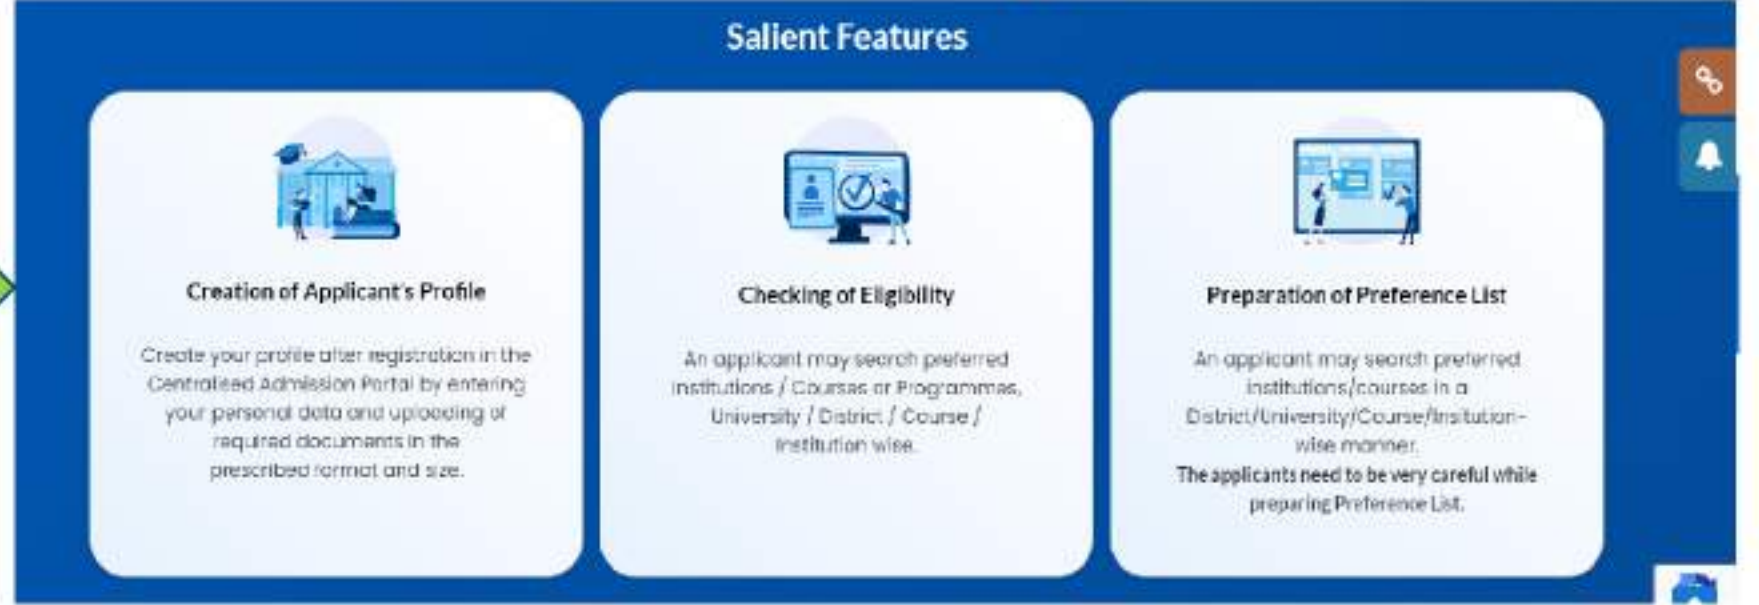 Salient Features
Creation of Applicant's Profile
Create your profile after registration in the
Centralised Admission Portal by entering
your personal data and uploading of
required documents in the
prescribed format and size.
Checking of Eligibility
An applicant may search preferred
Institutions / Courses or Programmes,
University / District / Course /
Institution wise.
Preparation of Preference List
An applicant may search preferred
institutions/courses in a
District/University/Course/Insitution-
wise manner.
The applicants need to be very careful while
preparing Preference List.